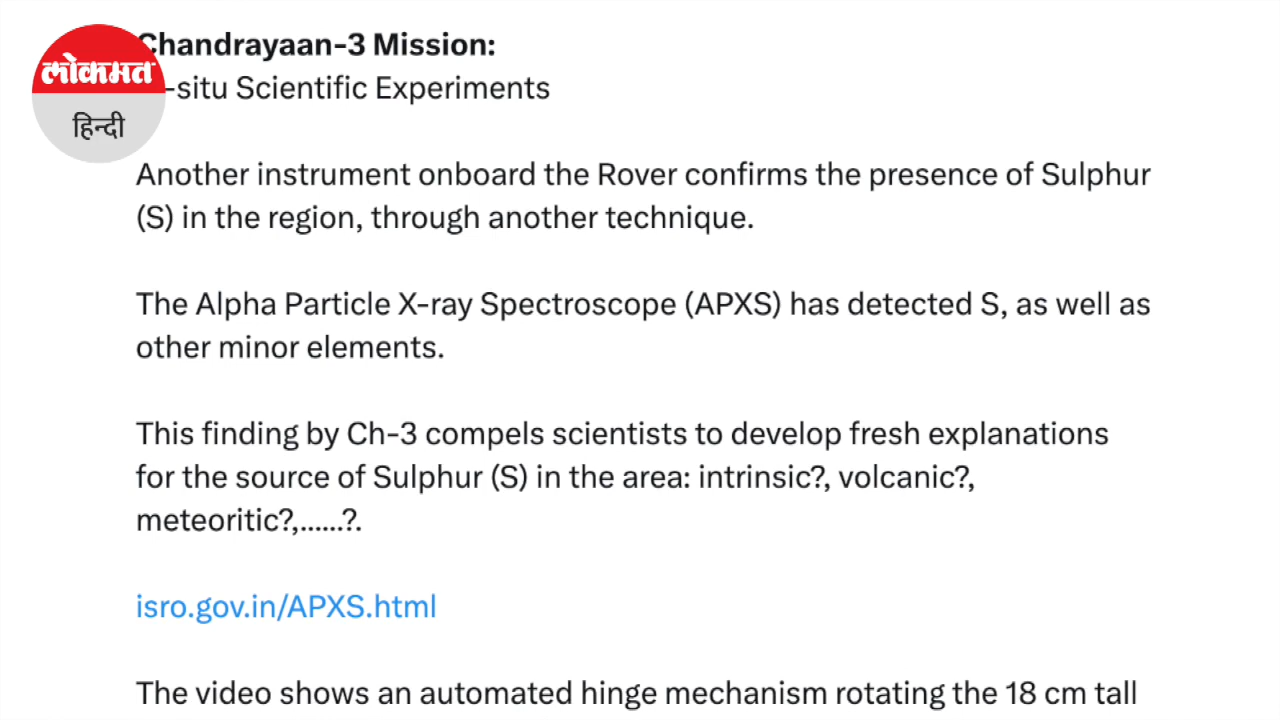 लोकमत
हिन्दी
Chandrayaan-3 Mission:
-situ Scientific Experiments
Another instrument onboard the Rover confirms the presence of Sulphur
(S) in the region, through another technique.
The Alpha Particle X-ray Spectroscope (APXS) has detected S, as well as
other minor elements.
This finding by Ch-3 compels scientists to develop fresh explanations
for the source of Sulphur (S) in the area: intrinsic?, volcanic?,
meteoritic?,......?.
isro.gov.in/APXS.html
The video shows an automated hinge mechanism rotating the 18 cm tall